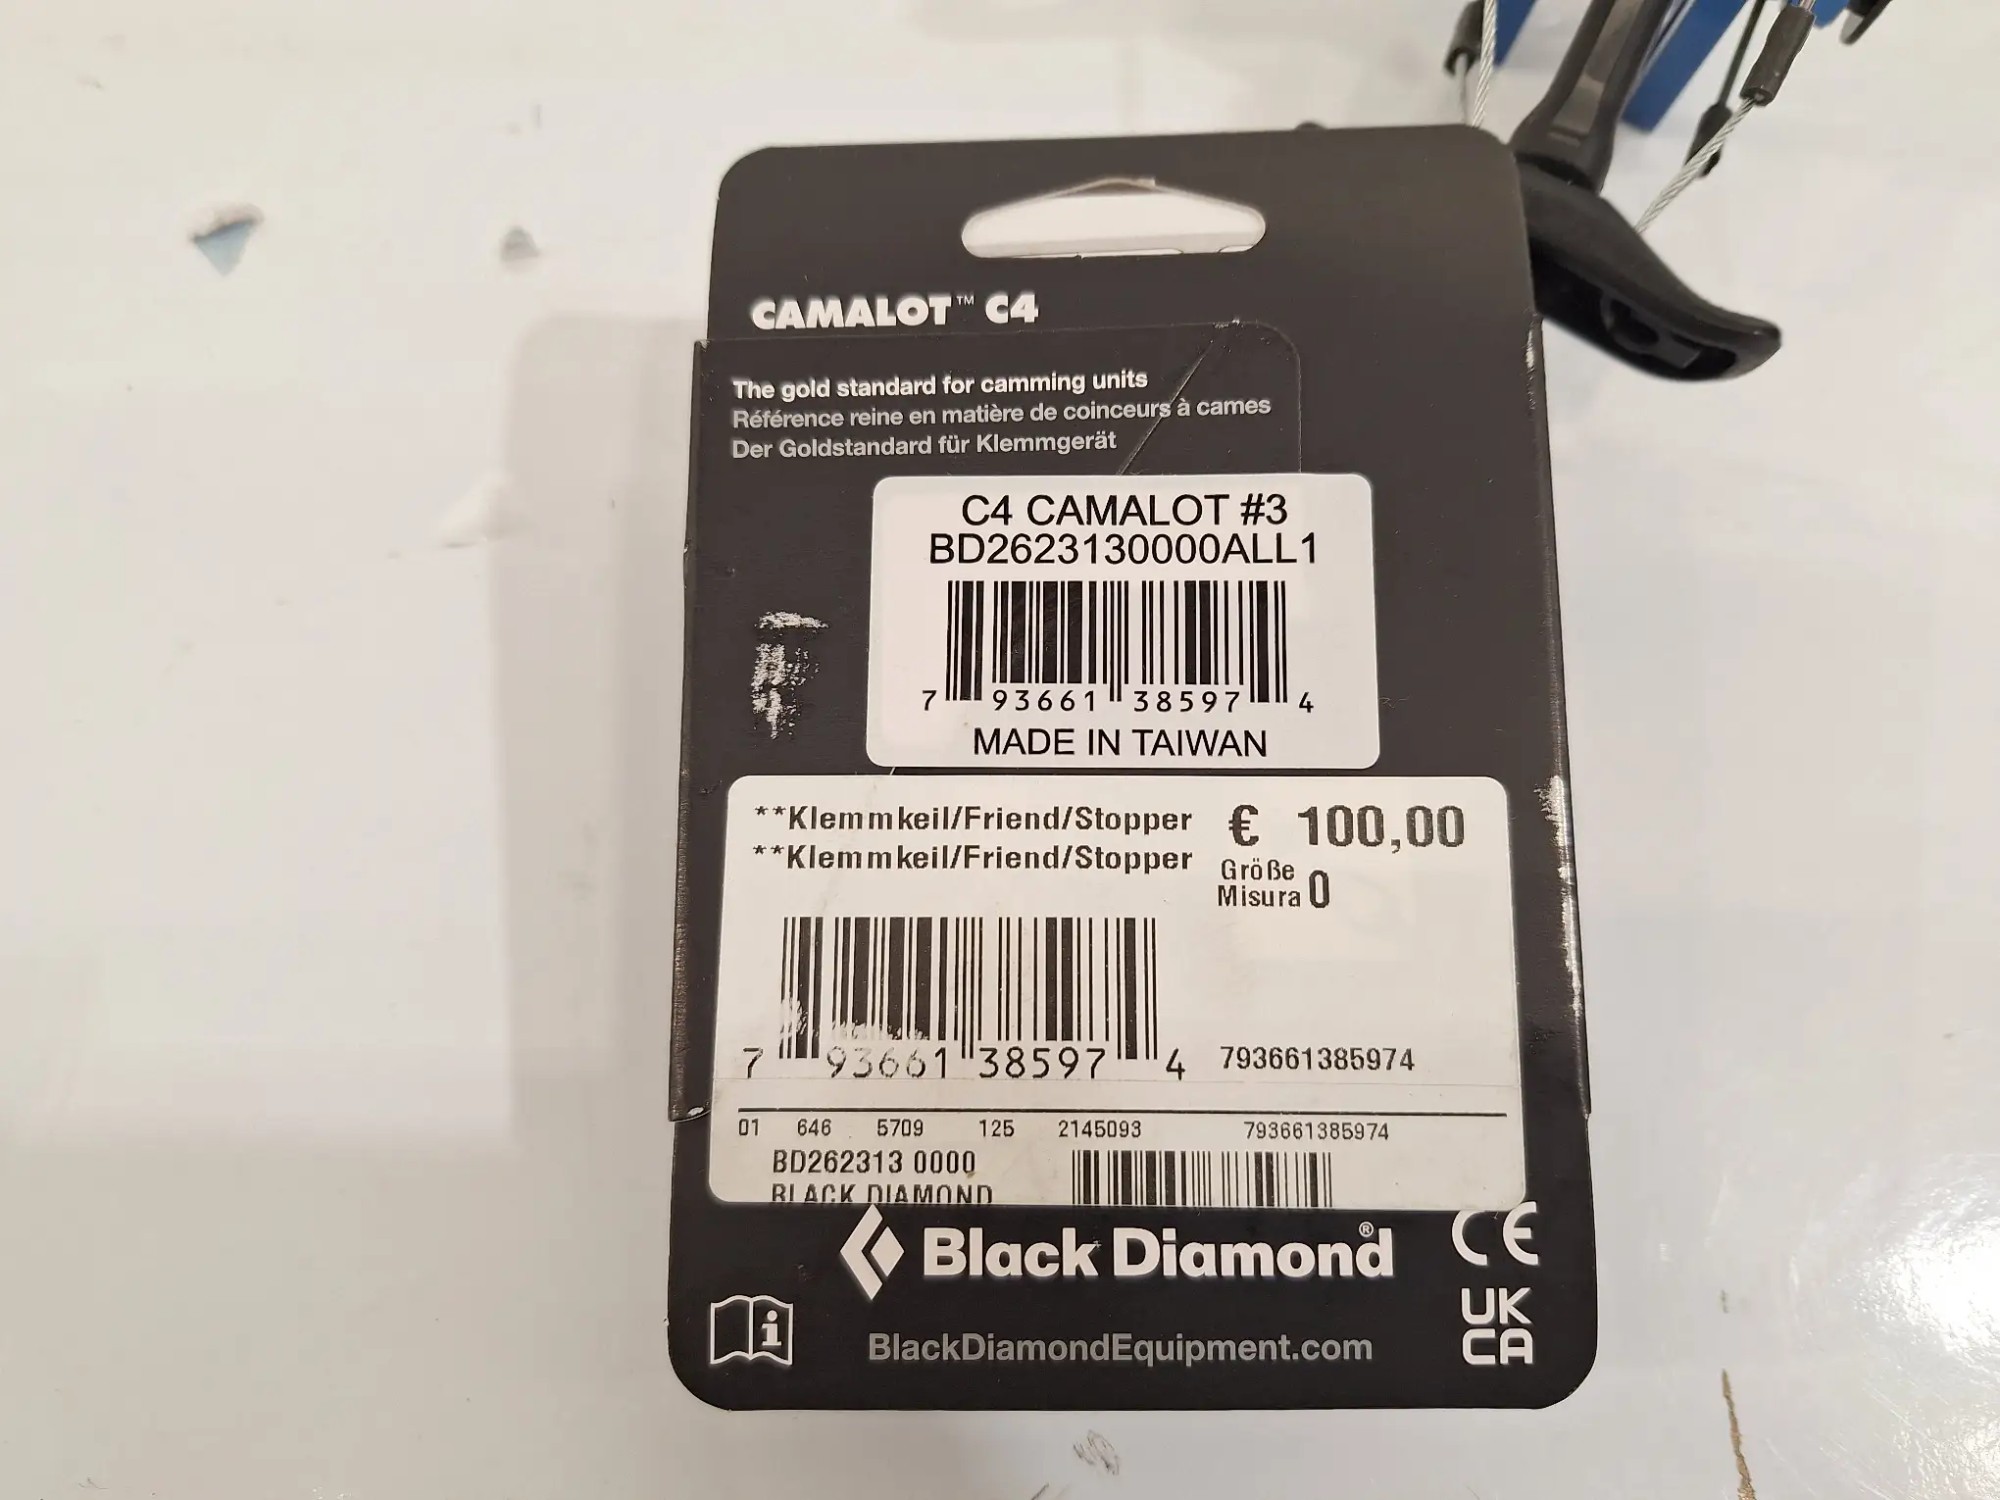 CAMALOT™ C4
The gold standard for camming units
Référence reine en matière de coinceurs à cames
Der Goldstandard für Klemmgerät
C4 CAMALOT #3
BD2623130000ALL1
7 93661 38597 4
MADE IN TAIWAN
**Klemmkeil/Friend/Stopper € 100,00
**Klemmkeil/Friend/Stopper
Größe
Misura 0
7 93661 38597 4 793661385974
01 646 5709 125 2145093 793661385974
BD262313 0000
BLACK DIAMOND
Black Diamond®
CE
UK
CA
i
BlackDiamondEquipment.com